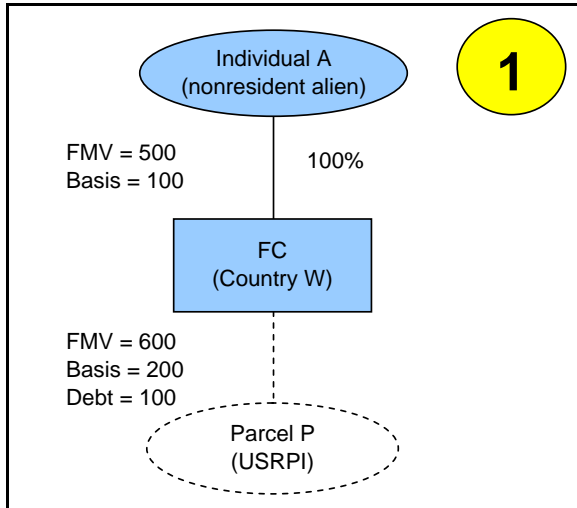 Individual A
(nonresident alien)
1
FMV = 500
Basis = 100
100%
FC
(Country W)
FMV = 600
Basis = 200
Debt = 100
Parcel P
(USRPI)